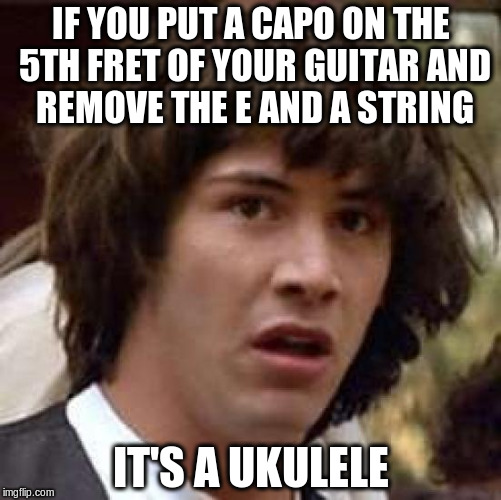 IF YOU PUT A CAPO ON THE
5TH FRET OF YOUR GUITAR AND
REMOVE THE E AND A STRING
IT'S A UKULELE
imgflip.com